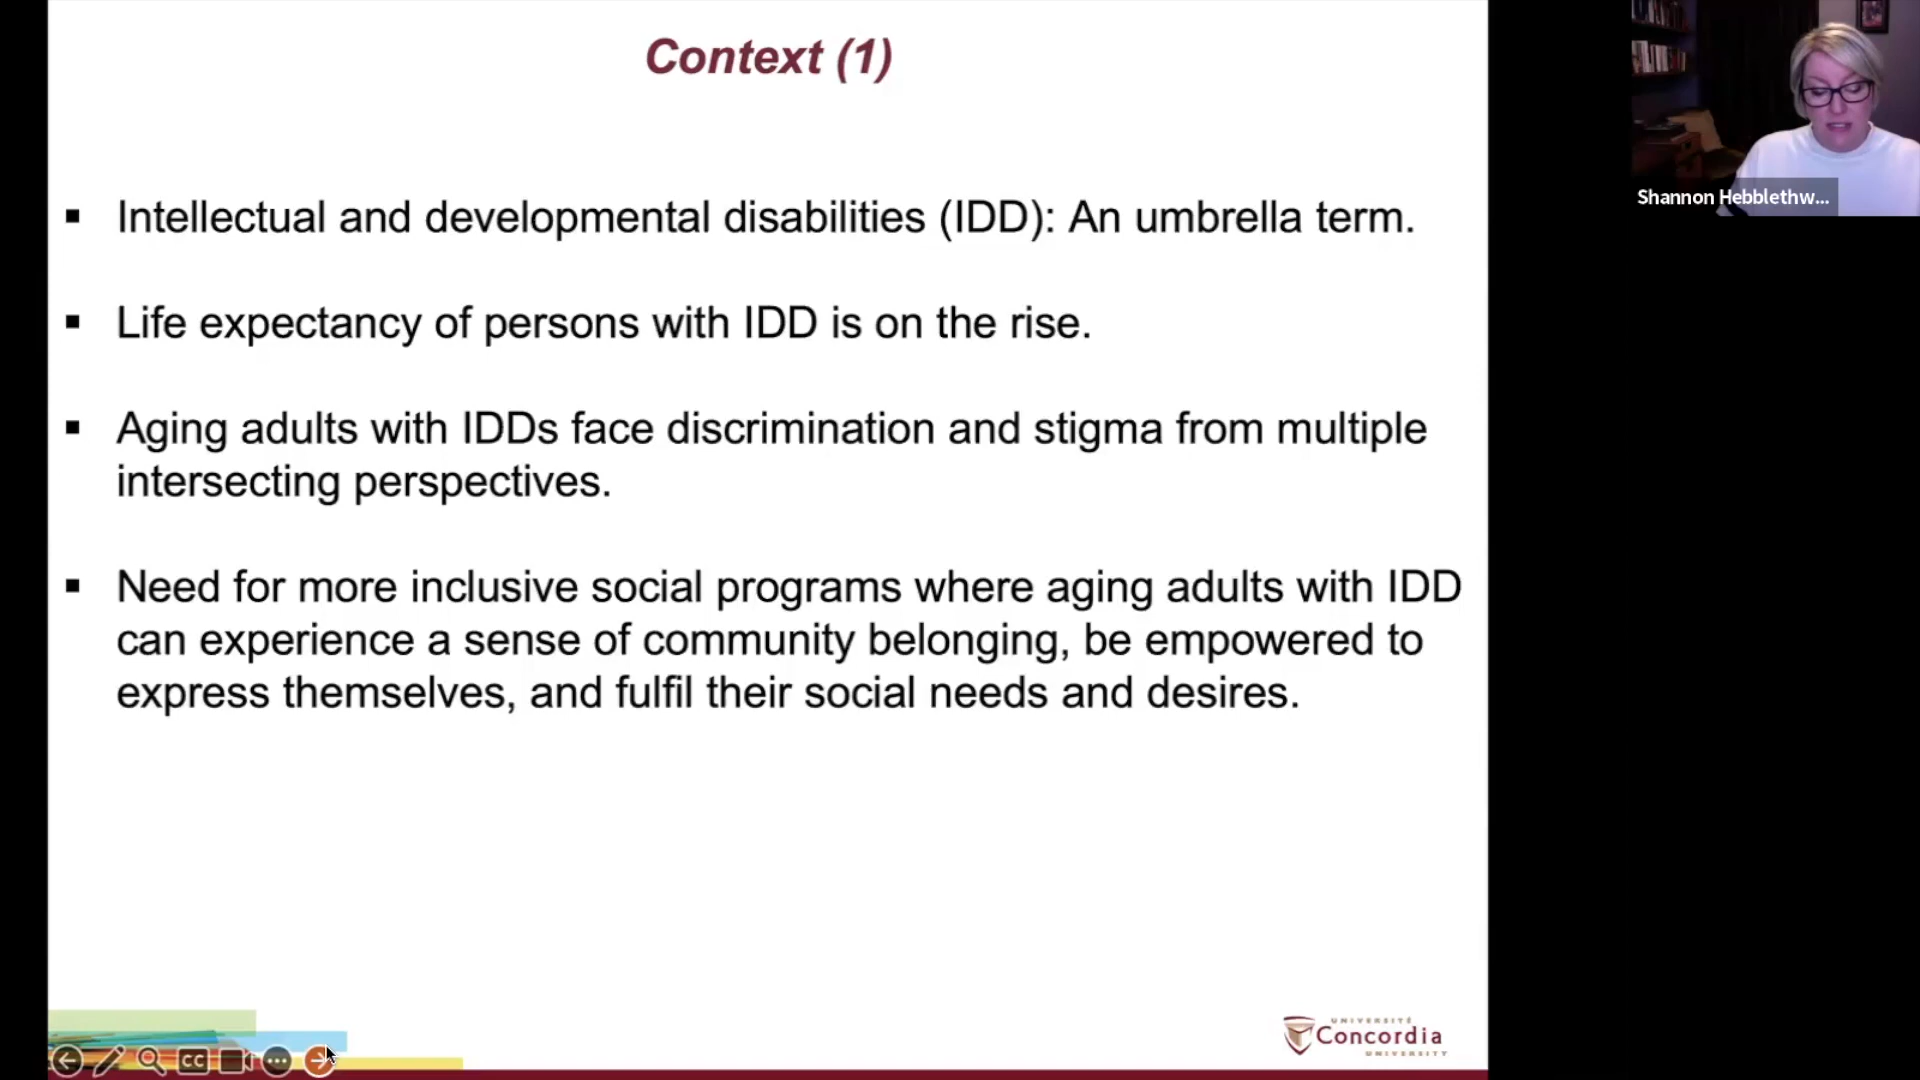 Context (1)
▪ Intellectual and developmental disabilities (IDD): An umbrella term.
▪ Life expectancy of persons with IDD is on the rise.
▪ Aging adults with IDDs face discrimination and stigma from multiple
intersecting perspectives.
▪ Need for more inclusive social programs where aging adults with IDD
can experience a sense of community belonging, be empowered to
express themselves, and fulfil their social needs and desires.
Shannon Hebblethw...
UNIVERSITÉ
Concordia
UNIVERSITY
CC